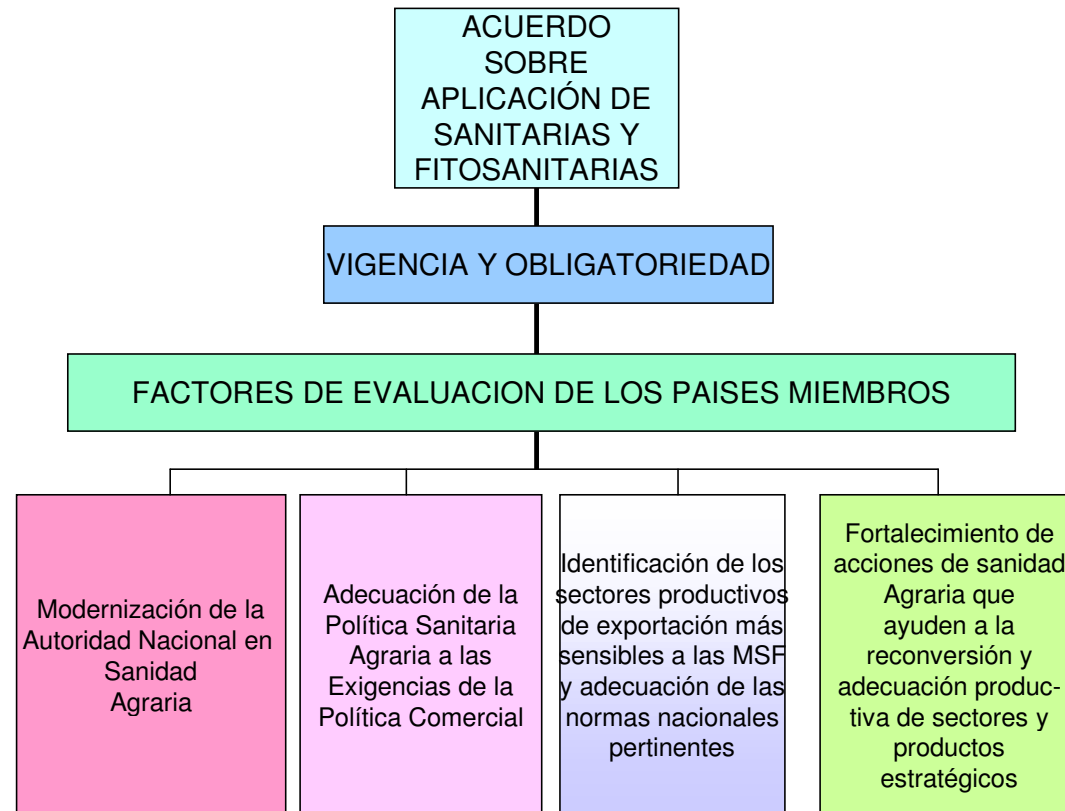 ACUERDO
SOBRE
APLICACIÓN DE
SANITARIAS Y
FITOSANITARIAS
VIGENCIA Y OBLIGATORIEDAD
FACTORES DE EVALUACION DE LOS PAISES MIEMBROS
Modernización de la
Autoridad Nacional en
Sanidad
Agraria
Adecuación de la
Política Sanitaria
Agraria a las
Exigencias de la
Política Comercial
Identificación de los
sectores productivos
de exportación más
sensibles a las MSF
y adecuación de las
normas nacionales
pertinentes
Fortalecimiento de
acciones de sanidad
Agraria que
ayuden a la
reconversión y
adecuación produc-
tiva de sectores y
productos
estratégicos